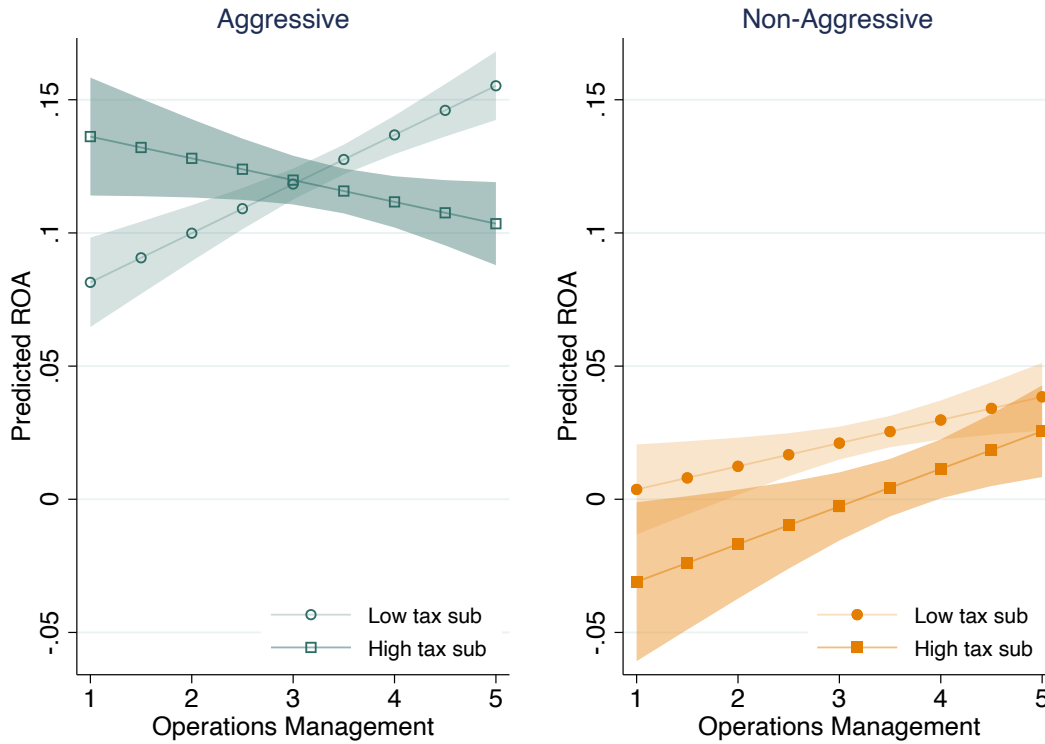 Aggressive
Predicted ROA
.15
.1
.05
0
-.05
Low tax sub
High tax sub
1 2 3 4 5
Operations Management
Non-Aggressive
Predicted ROA
.15
.1
.05
0
-.05
Low tax sub
High tax sub
1 2 3 4 5
Operations Management